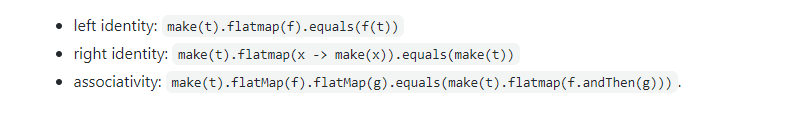 • left identity: make(t).flatmap(f).equals(f(t))
• right identity: make(t).flatmap(x -> make(x)).equals(make(t))
• associativity: make(t).flatMap(f).flatMap(g).equals(make(t).flatmap(f.andThen(g))).